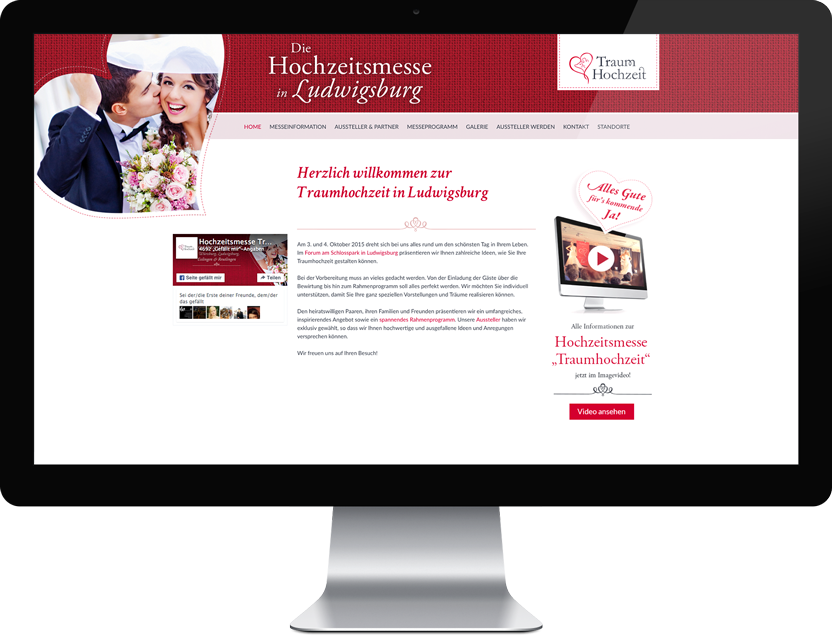 Die
Hochzeitsmesse
in Ludwigsburg
Traum
Hochzeit
HOME MESSEINFORMATION AUSSTELLER & PARTNER MESSEPROGRAMM GALERIE AUSSTELLER WERDEN KONTAKT STANDORTE
Herzlich willkommen zur
Traumhochzeit in Ludwigsburg
Am 3. und 4. Oktober 2015 dreht sich bei uns alles rund um den schönsten Tag in Ihrem Leben.
Im Forum am Schlosspark in Ludwigsburg präsentieren wir Ihnen zahlreiche Ideen, wie Sie Ihre
Traumhochzeit gestalten können.
Bei der Vorbereitung muss an vieles gedacht werden. Von der Einladung der Gäste über die
Bewirtung bis hin zum Rahmenprogramm soll alles perfekt werden. Wir möchten Sie individuell
unterstützen, damit Sie Ihre ganz speziellen Vorstellungen und Träume realisieren können.
Den heiratswilligen Paaren, ihren Familien und Freunden präsentieren wir ein umfangreiches,
inspirierendes Angebot sowie ein spannendes Rahmenprogramm. Unsere Aussteller haben wir
exklusiv gewählt, so dass wir Ihnen hochwertige und ausgefallene Ideen und Anregungen
versprechen können.
Wir freuen uns auf Ihren Besuch!
Hochzeitsmesse Tr...
4692 „Gefällt mir"-Angaben
Seite gefällt mir
Teilen
Sei der/die Erste deiner Freunde, dem/der
das gefällt
Alles Gute
für's kommende
Ja!
Alle Informationen zur
Hochzeitsmesse
„Traumhochzeit“
jetzt im Imagevideo!
Video ansehen